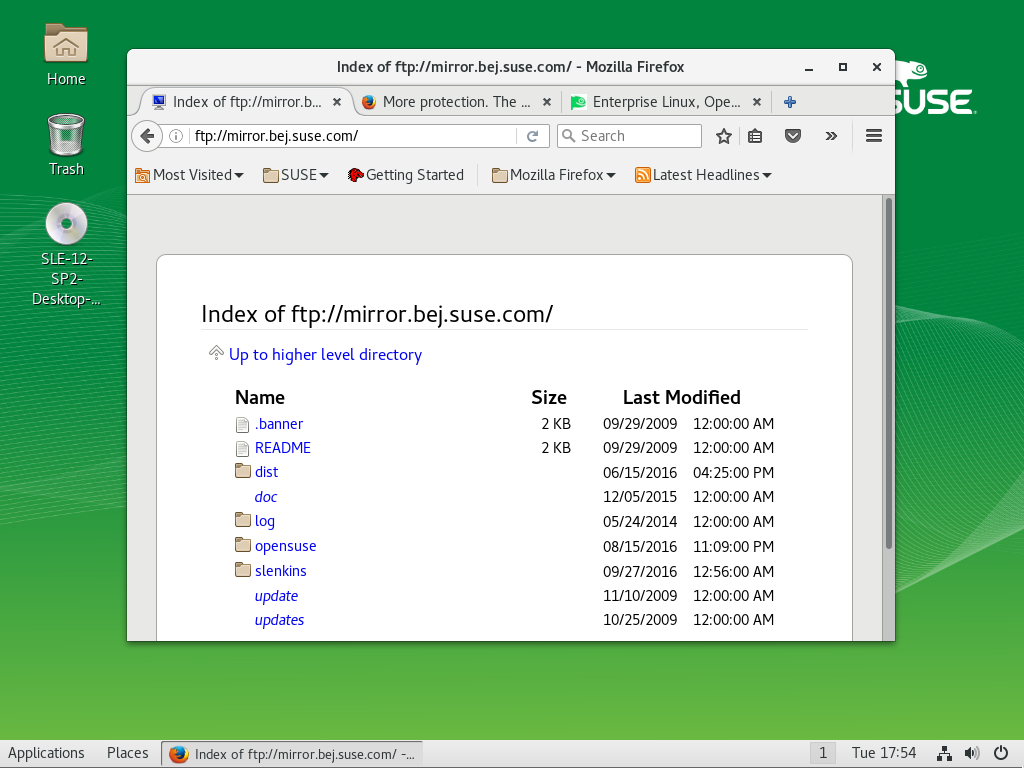 Home
Trash
SLE-12-
SP2-
Desktop-...
SUSE
Index of ftp://mirror.bej.suse.com/ - Mozilla Firefox
Index of ftp://mirror.b...
More protection. The ...
Enterprise Linux, Ope...
ftp://mirror.bej.suse.com/
Search
Most Visited
SUSE
Getting Started
Mozilla Firefox
Latest Headlines
Index of ftp://mirror.bej.suse.com/
Up to higher level directory
Name Size Last Modified
.banner 2 KB 09/29/2009 12:00:00 AM
README 2 KB 09/29/2009 12:00:00 AM
dist 06/15/2016 04:25:00 PM
doc 12/05/2015 12:00:00 AM
log 05/24/2014 12:00:00 AM
opensuse 08/15/2016 11:09:00 PM
slenkins 09/27/2016 12:56:00 AM
update 11/10/2009 12:00:00 AM
updates 10/25/2009 12:00:00 AM
Applications Places Index of ftp://mirror.bej.suse.com/ -... 1 Tue 17:54